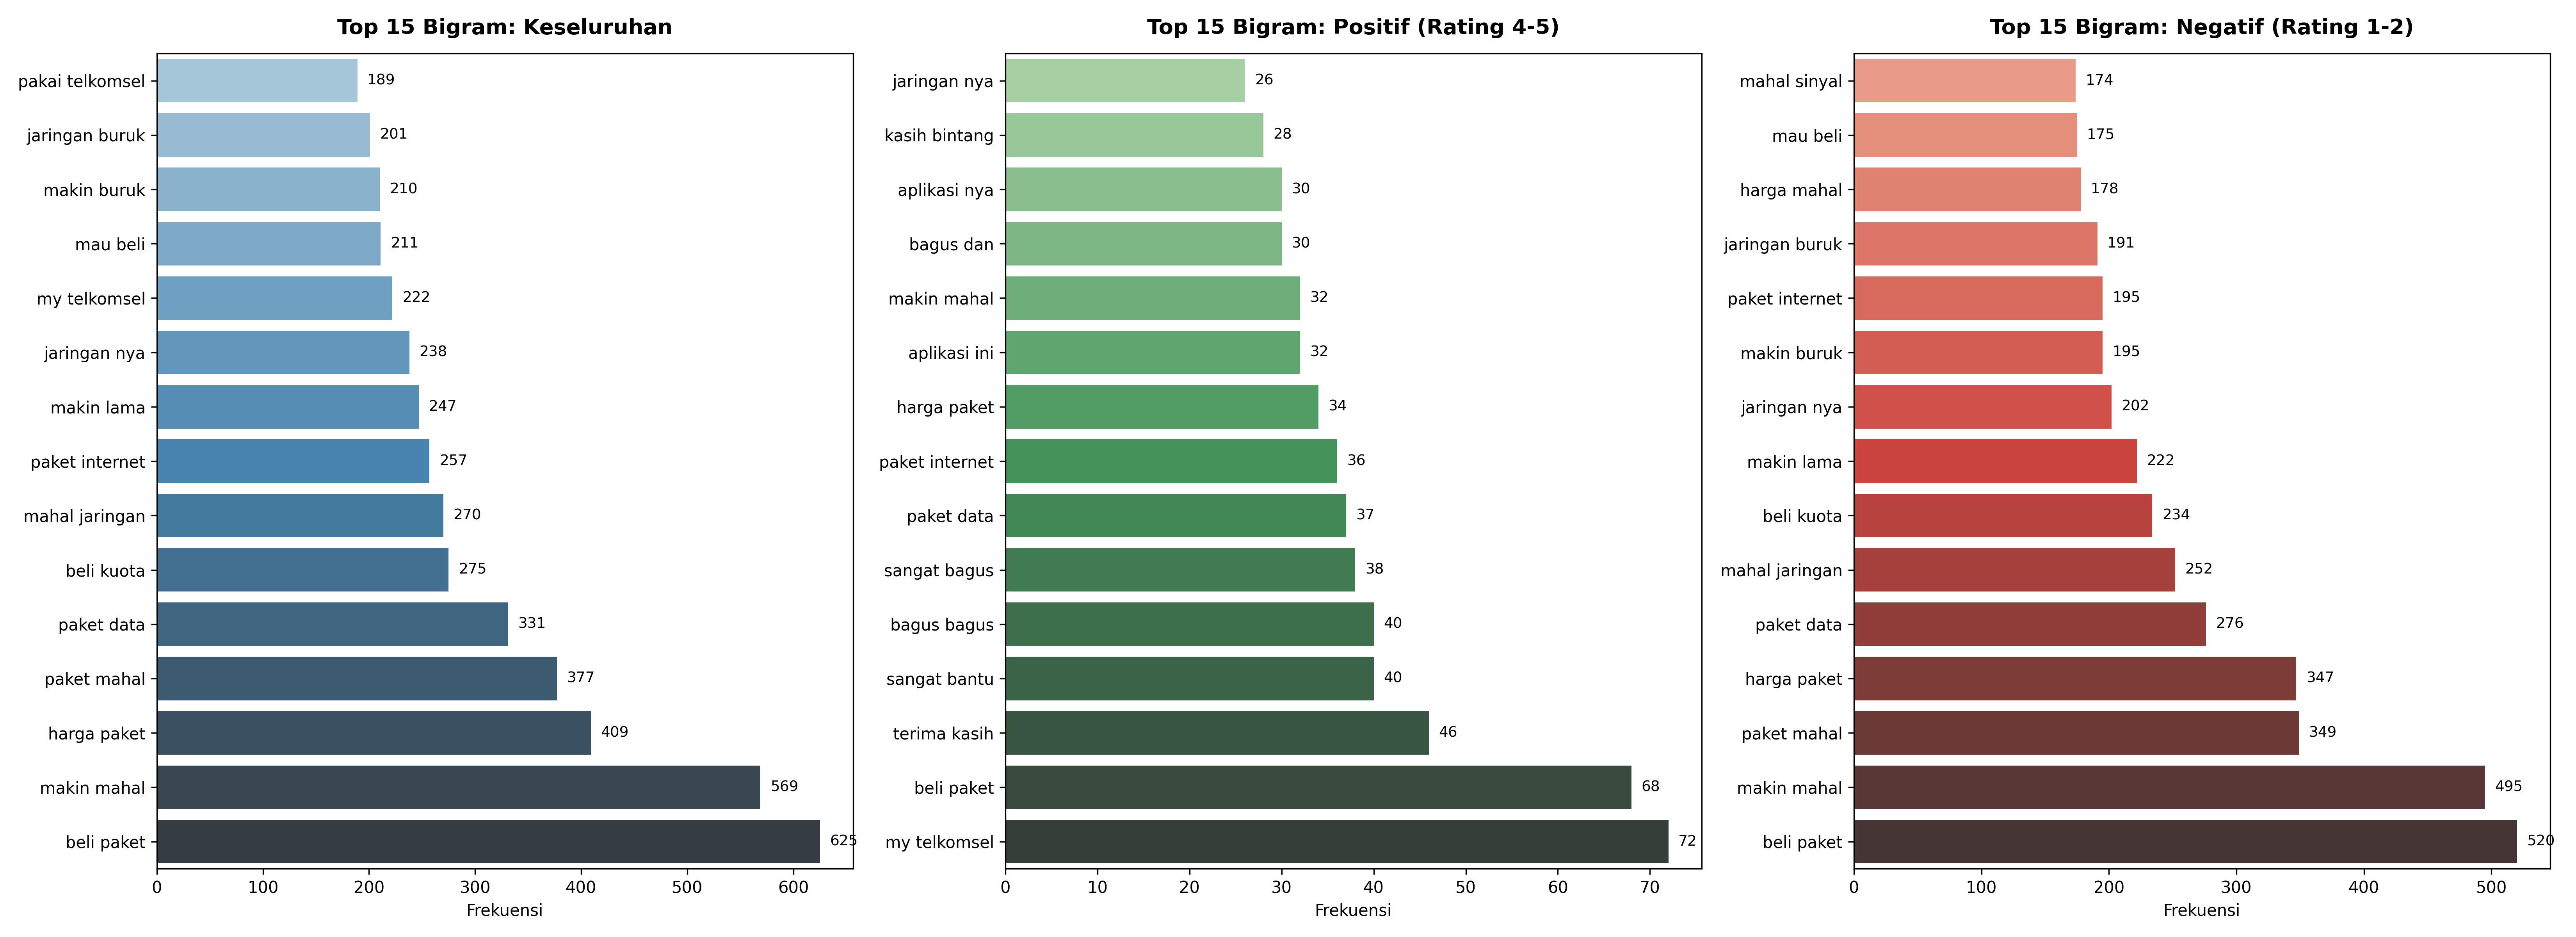 Top 15 Bigram: Keseluruhan
pakai telkomsel 189
jaringan buruk 201
makin buruk 210
mau beli 211
my telkomsel 222
jaringan nya 238
makin lama 247
paket internet 257
mahal jaringan 270
beli kuota 275
paket data 331
paket mahal 377
harga paket 409
makin mahal 569
beli paket 625
0 100 200 300 400 500 600
Frekuensi
Top 15 Bigram: Positif (Rating 4-5)
jaringan nya 26
kasih bintang 28
aplikasi nya 30
bagus dan 30
makin mahal 32
aplikasi ini 32
harga paket 34
paket internet 36
paket data 37
sangat bagus 38
bagus bagus 40
sangat bantu 40
terima kasih 46
beli paket 68
my telkomsel 72
0 10 20 30 40 50 60 70
Frekuensi
Top 15 Bigram: Negatif (Rating 1-2)
mahal sinyal 174
mau beli 175
harga mahal 178
jaringan buruk 191
paket internet 195
makin buruk 195
jaringan nya 202
makin lama 222
beli kuota 234
mahal jaringan 252
paket data 276
harga paket 347
paket mahal 349
makin mahal 495
beli paket 520
0 100 200 300 400 500
Frekuensi